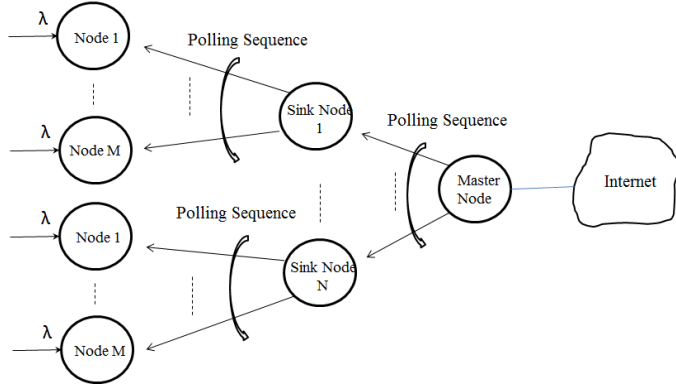 λ
Node 1
Polling Sequence
Sink Node
1
λ
Node M
Polling Sequence
Master
Node
Internet
λ
Node 1
Polling Sequence
Sink Node
N
λ
Node M